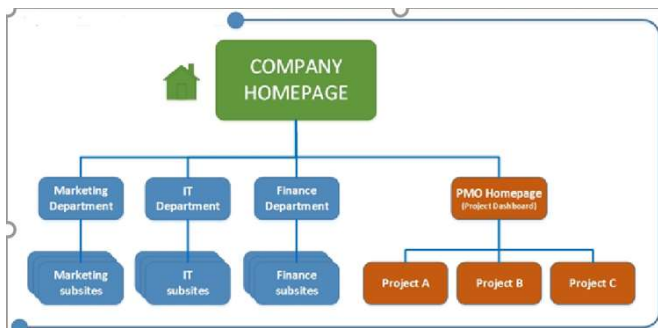 COMPANY
HOMEPAGE
Marketing
Department
IT
Department
Finance
Department
PMO Homepage
(Project Dashboard)
Marketing
subsites
IT
subsites
Finance
subsites
Project A
Project B
Project C